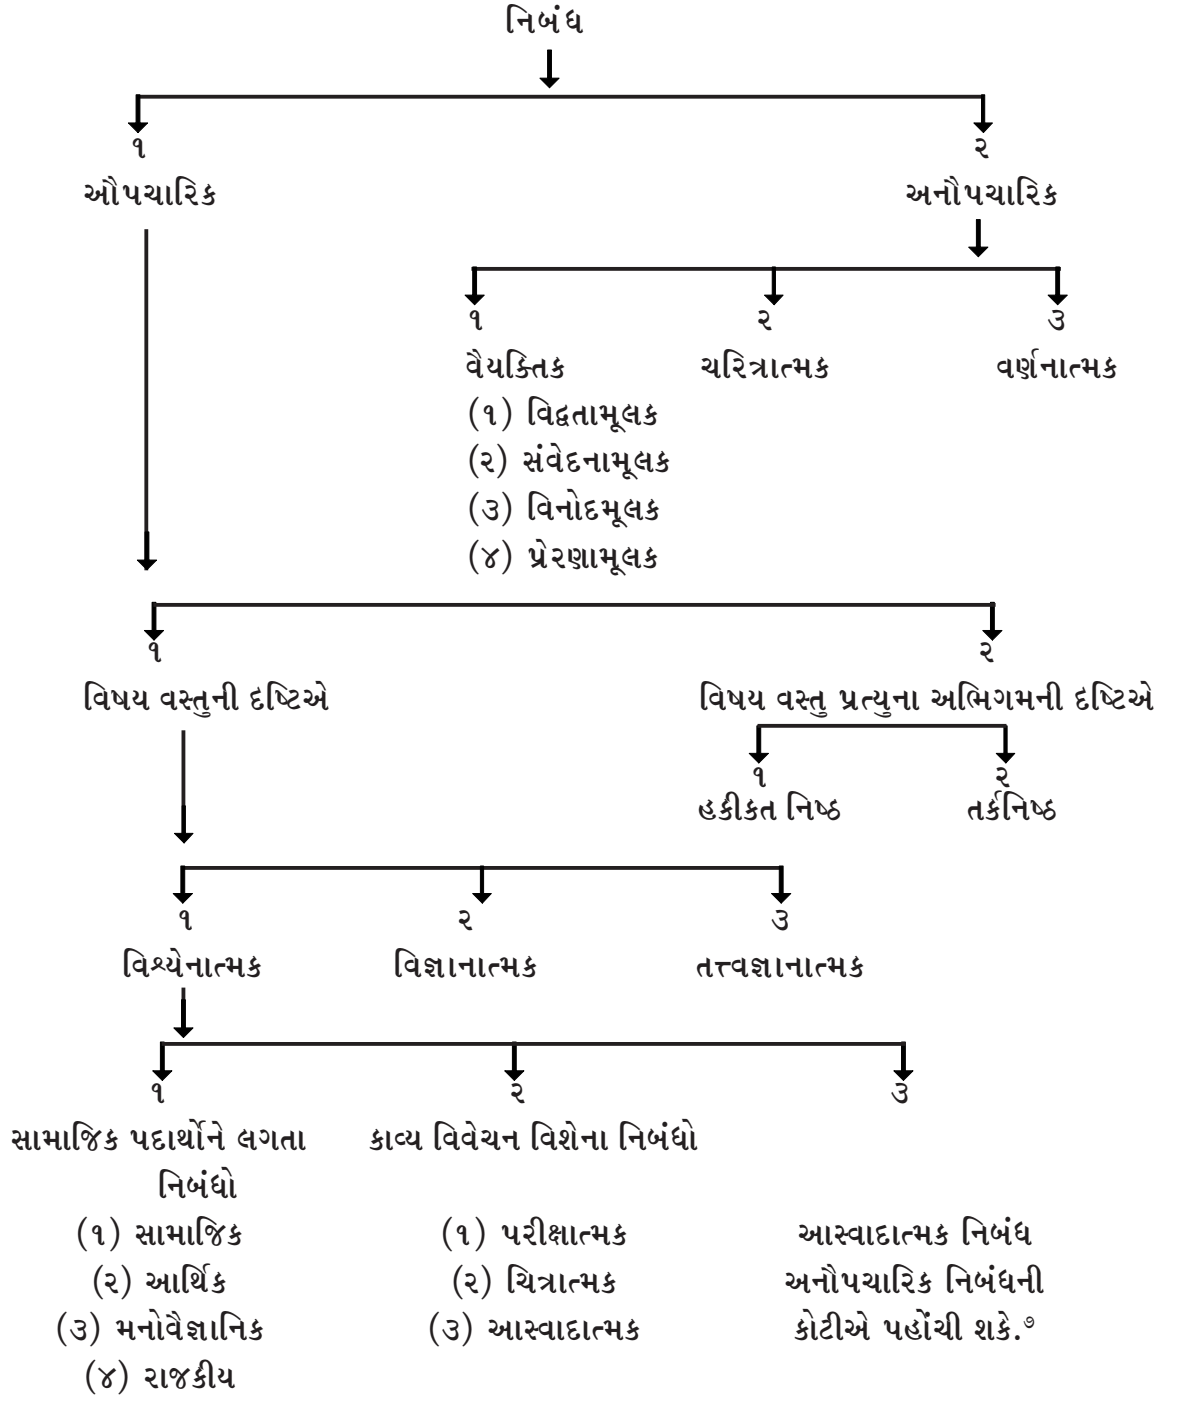 નિબંધ
૧ ૨
ઔપચારિક અનૌપચારિક
૧ ૨ ૩
વૈયક્તિક ચરિત્રાત્મક વર્ણનાત્મક
(૧) વિદ્વતામૂલક
(૨) સંવેદનામૂલક
(૩) વિનોદમૂલક
(૪) પ્રેરણામૂલક
૧ ૨
વિષય વસ્તુની દૃષ્ટિએ વિષય વસ્તુ પ્રત્યુના અભિગમની દૃષ્ટિએ
૧ ૨
હકીકત નિષ્ઠ તર્કનિષ્ઠ
૧ ૨ ૩
વિશ્યેનાત્મક વિજ્ઞાનાત્મક તત્ત્વજ્ઞાનાત્મક
૧ ૨ ૩
સામાજિક પદાર્થોને લગતા કાવ્ય વિવેચન વિશેના નિબંધો
નિબંધો
(૧) સામાજિક (૧) પરીક્ષાત્મક આસ્વાદાત્મક નિબંધ
(૨) આર્થિક (૨) ચિત્રાત્મક અનૌપચારિક નિબંધની
(૩) મનોવૈજ્ઞાનિક (૩) આસ્વાદાત્મક કોટીએ પહોંચી શકે.૭
(૪) રાજકીય